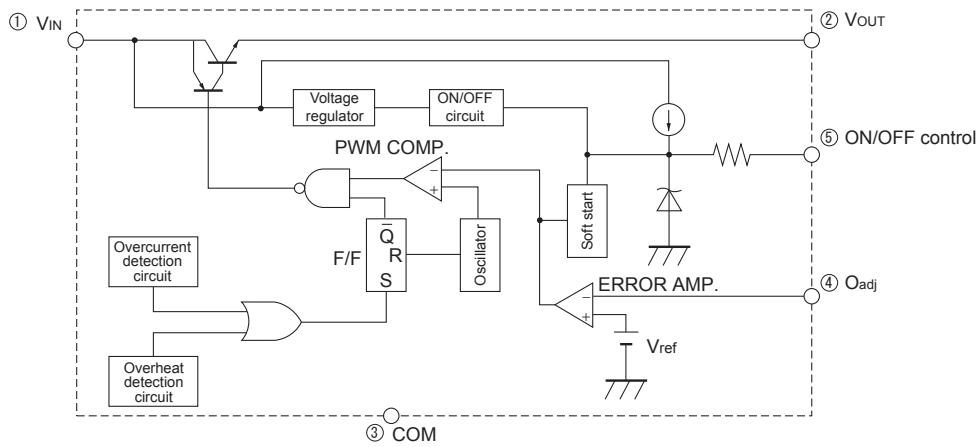 ① VIN
② VOUT
Voltage
regulator
ON/OFF
circuit
⑤ ON/OFF control
PWM COMP.
−
+
Soft start
Oscillator
Q̅
F/F
R
S
Overcurrent
detection
circuit
ERROR AMP.
④ Oadj
−
+
Vref
Overheat
detection
circuit
③ COM